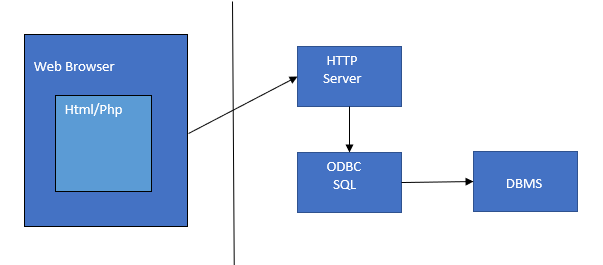 Web Browser
Html/Php
HTTP
Server
ODBC
SQL
DBMS